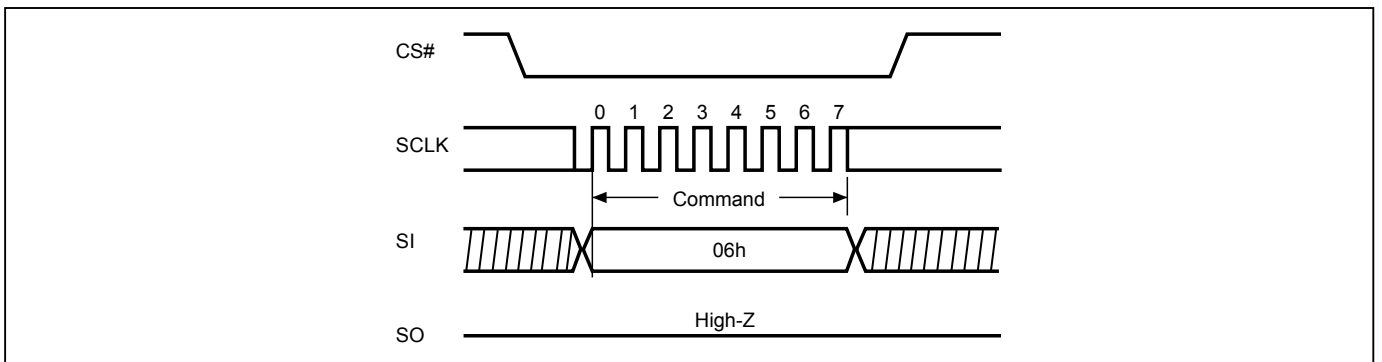 CS#
0 1 2 3 4 5 6 7
SCLK
Command
SI
06h
High-Z
SO